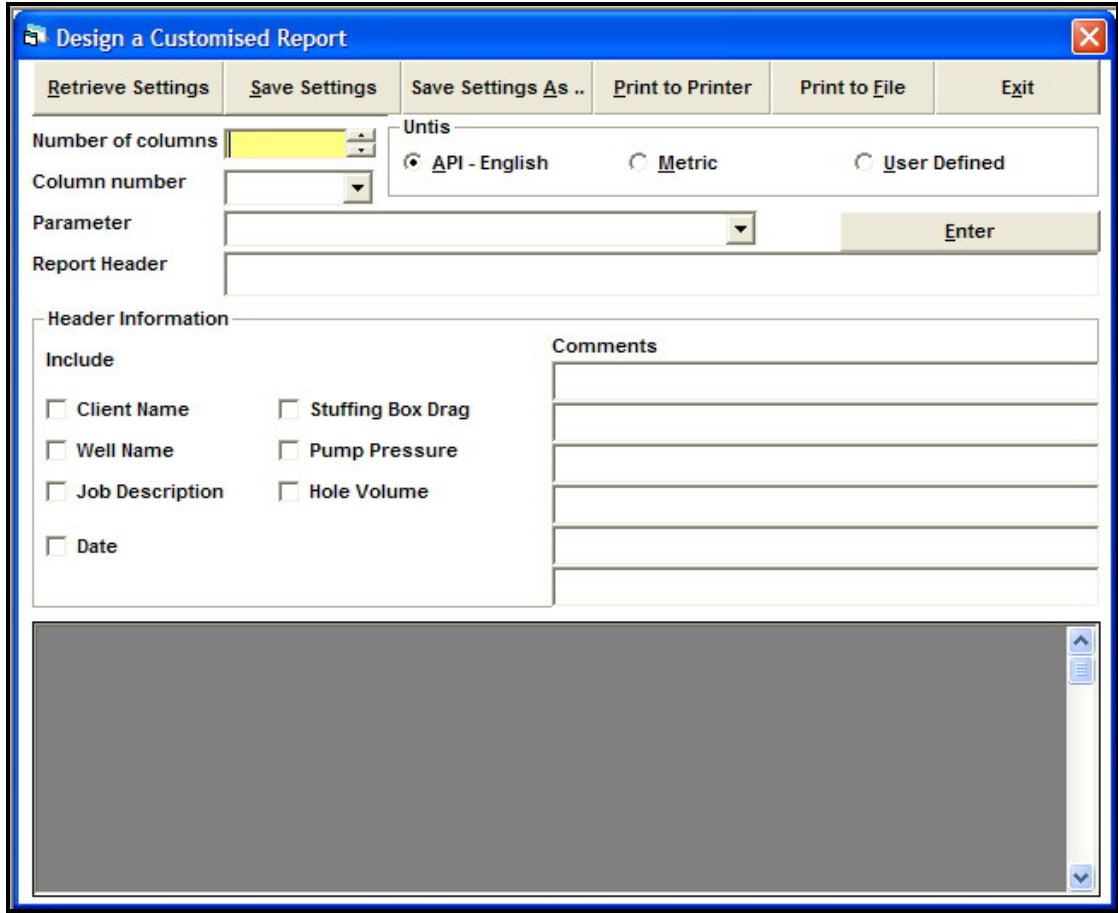 Design a Customised Report
Retrieve Settings Save Settings Save Settings As .. Print to Printer Print to File Exit
Number of columns
Untis
API - English Metric User Defined
Column number
Parameter
Enter
Report Header
Header Information
Include
Comments
Client Name Stuffing Box Drag
Well Name Pump Pressure
Job Description Hole Volume
Date